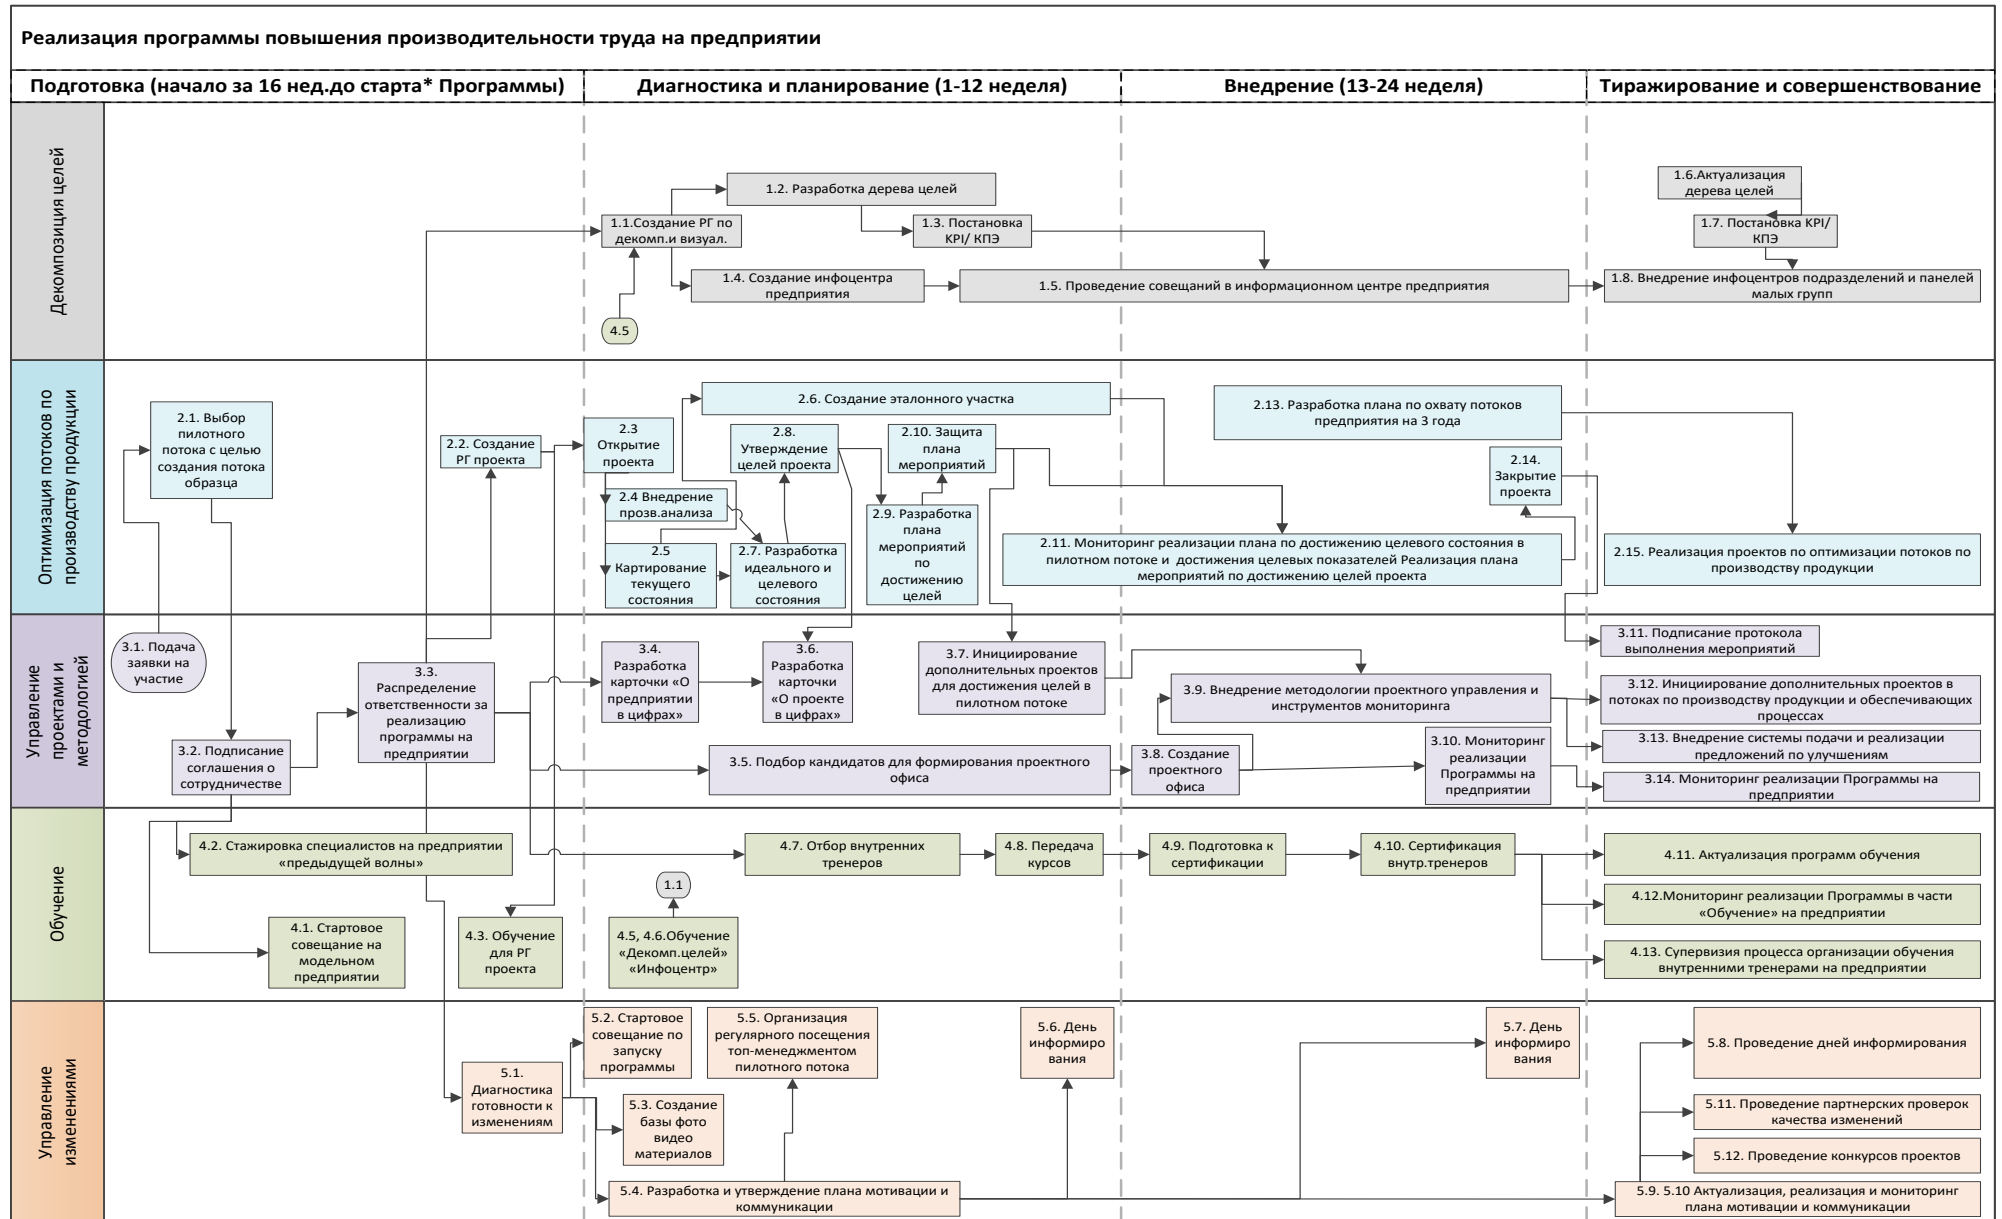 Реализация программы повышения производительности труда на предприятии
Подготовка (начало за 16 нед.до старта* Программы)
Диагностика и планирование (1-12 неделя)
Внедрение (13-24 неделя)
Тиражирование и совершенствование
Декомпозиция целей
1.1.Создание РГ по
декомп.и визуал.
1.2. Разработка дерева целей
1.3. Постановка
KPI/ КПЭ
1.4. Создание инфоцентра
предприятия
1.5. Проведение совещаний в информационном центре предприятия
4.5
1.6.Актуализация
дерева целей
1.7. Постановка KPI/
КПЭ
1.8. Внедрение инфоцентров подразделений и панелей
малых групп
Оптимизация потоков по
производству продукции
2.1. Выбор
пилотного
потока с целью
создания потока
образца
2.2. Создание
РГ проекта
2.3
Открытие
проекта
2.4 Внедрение
прозв.анализа
2.5
Картирование
текущего
состояния
2.6. Создание эталонного участка
2.7. Разработка
идеального и
целевого
состояния
2.8.
Утверждение
целей проекта
2.9. Разработка
плана
мероприятий
по
достижению
целей
2.10. Защита
плана
мероприятий
2.11. Мониторинг реализации плана по достижению целевого состояния в
пилотном потоке и  достижения целевых показателей Реализация плана
мероприятий по достижению целей проекта
2.13. Разработка плана по охвату потоков
предприятия на 3 года
2.14.
Закрытие
проекта
2.15. Реализация проектов по оптимизации потоков по
производству продукции
Управление
проектами и
методологией
3.1. Подача
заявки на
участие
3.2. Подписание
соглашения о
сотрудничестве
3.3.
Распределение
ответственности за
реализацию
программы на
предприятии
3.4.
Разработка
карточки «О
предприятии
в цифрах»
3.5. Подбор кандидатов для формирования проектного
офиса
3.6.
Разработка
карточки
«О проекте
в цифрах»
3.7. Инициирование
дополнительных проектов
для достижения целей в
пилотном потоке
3.8. Создание
проектного
офиса
3.9. Внедрение методологии проектного управления и
инструментов мониторинга
3.10. Мониторинг
реализации
Программы на
предприятии
3.11. Подписание протокола
выполнения мероприятий
3.12. Инициирование дополнительных проектов в
потоках по производству продукции и обеспечивающих
процессах
3.13. Внедрение системы подачи и реализации
предложений по улучшениям
3.14. Мониторинг реализации Программы на
предприятии
Обучение
4.2. Стажировка специалистов на предприятии
«предыдущей волны»
4.1. Стартовое
совещание на
модельном
предприятии
4.3. Обучение
для РГ
проекта
1.1
4.5, 4.6.Обучение
«Декомп.целей»
«Инфоцентр»
4.7. Отбор внутренних
тренеров
4.8. Передача
курсов
4.9. Подготовка к
сертификации
4.10. Сертификация
внутр.тренеров
4.11. Актуализация программ обучения
4.12.Мониторинг реализации Программы в части
«Обучение» на предприятии
4.13. Супервизия процесса организации обучения
внутренними тренерами на предприятии
Управление
изменениями
5.1.
Диагностика
готовности к
изменениям
5.2. Стартовое
совещание по
запуску
программы
5.3. Создание
базы фото
видео
материалов
5.4. Разработка и утверждение плана мотивации и
коммуникации
5.5. Организация
регулярного посещения
топ-менеджментом
пилотного потока
5.6. День
информиро
вания
5.7. День
информиро
вания
5.8. Проведение дней информирования
5.11. Проведение партнерских проверок
качества изменений
5.12. Проведение конкурсов проектов
5.9. 5.10 Актуализация, реализация и мониторинг
плана мотивации и коммуникации